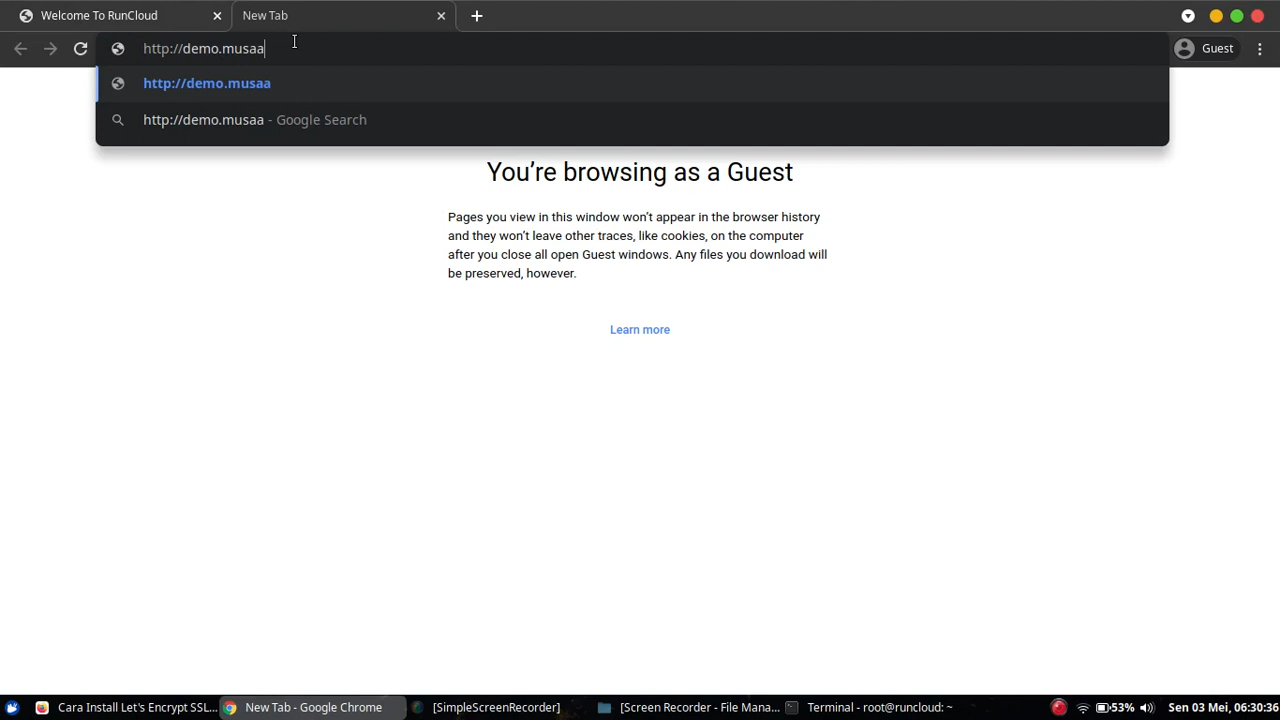 Welcome To RunCloud
New Tab
http://demo.musaa
Guest
http://demo.musaa
http://demo.musaa - Google Search
You're browsing as a Guest
Pages you view in this window won't appear in the browser history
and they won't leave other traces, like cookies, on the computer
after you close all open Guest windows. Any files you download will
be preserved, however.
Learn more
Cara Install Let's Encrypt SSL...
New Tab - Google Chrome
[SimpleScreenRecorder]
[Screen Recorder - File Mana...
Terminal - root@runcloud: ~
53%
Sen 03 Mei, 06:30:36